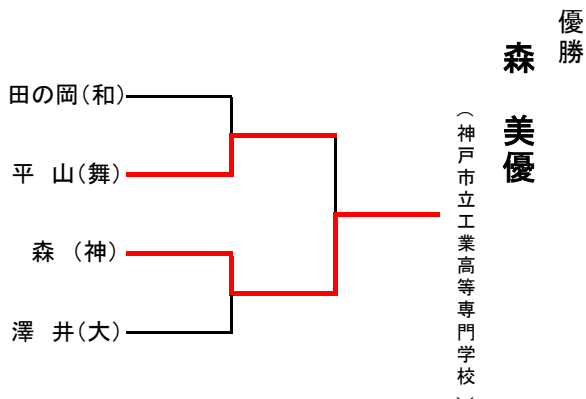 優勝
森　美優
（神戸市立工業高等専門学校）
田の岡（和）
平　山（舞）
森　（神）
澤　井（大）